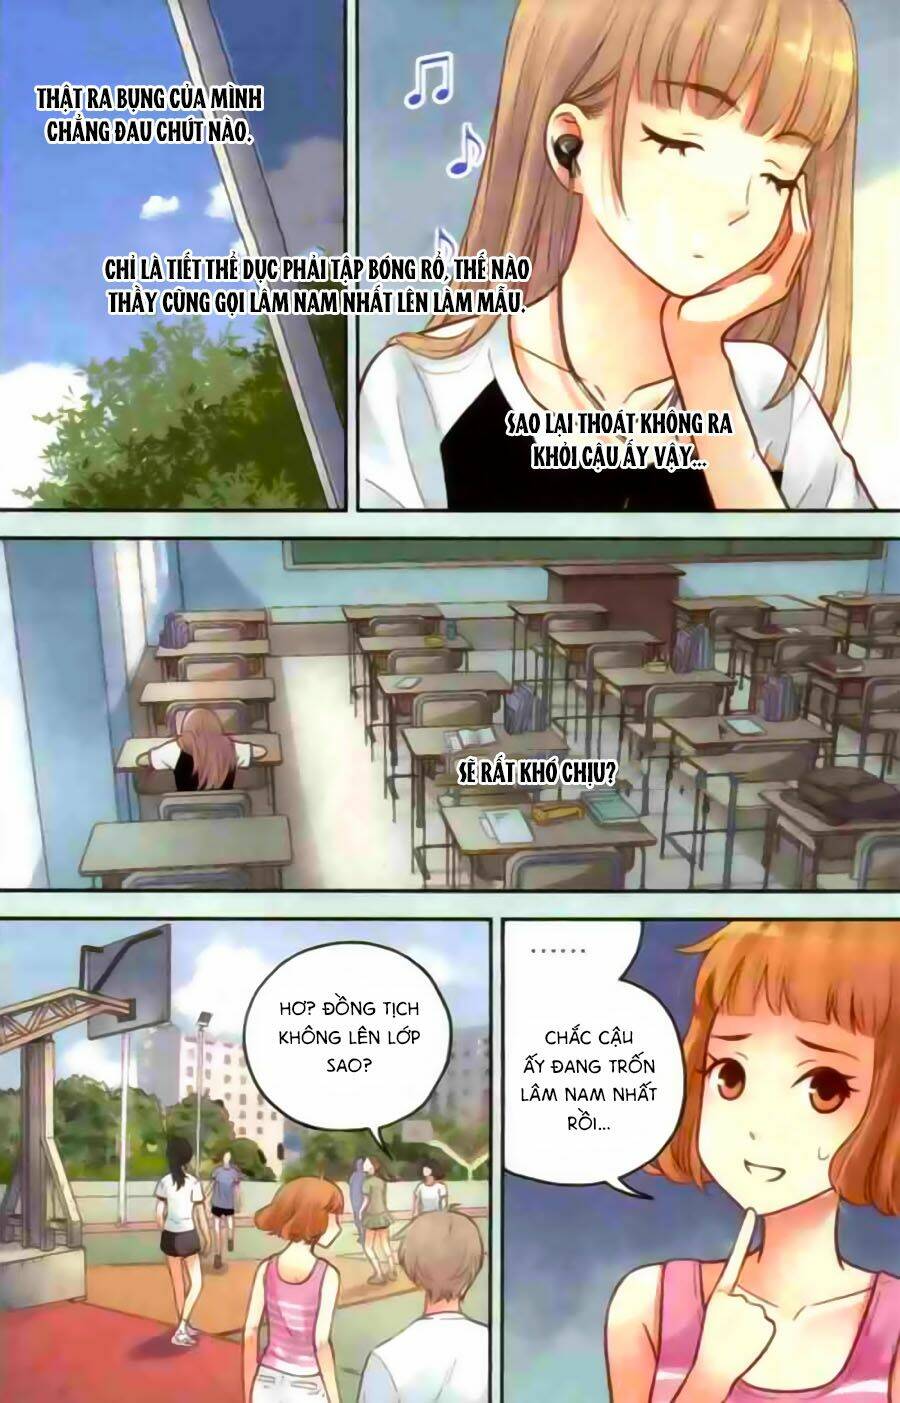 THẬT RA BỤNG CỦA MÌNH
CHẲNG ĐAU CHÚT NÀO.
CHỈ LÀ TIẾT THỂ DỤC PHẢI TẬP BÓNG RỔ, THẾ NÀO
THẦY CŨNG GỌI LÂM NAM NHẤT LÊN LÀM MẪU.
SAO LẠI THOÁT KHÔNG RA
KHỎI CẬU ẤY VẬY...
SẼ RẤT KHÓ CHỊU?
HƠ? ĐỒNG TỊCH
KHÔNG LÊN LỚP
SAO?
......
CHẮC CẬU
ẤY ĐANG TRỐN
LÂM NAM NHẤT
RỒI...